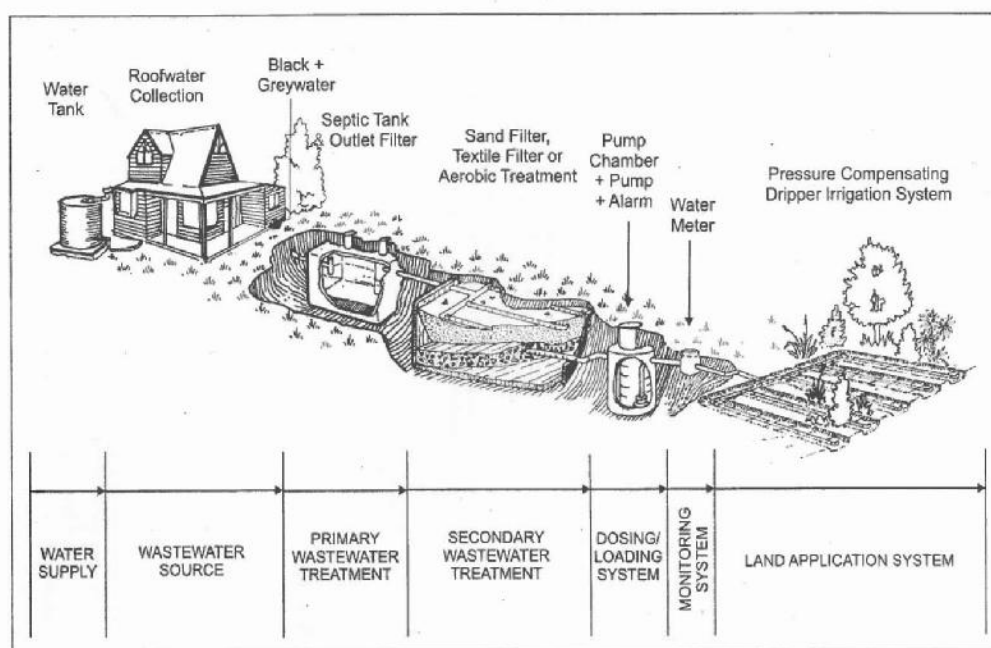 Water
Tank
Roofwater
Collection
Black +
Greywater
Septic Tank
Outlet Filter
Sand Filter,
Textile Filter or
Aerobic Treatment
Pump
Chamber
+ Pump
+ Alarm
Water
Meter
Pressure Compensating
Dripper Irrigation System
WATER
SUPPLY
WASTEWATER
SOURCE
PRIMARY
WASTEWATER
TREATMENT
SECONDARY
WASTEWATER
TREATMENT
DOSING/
LOADING
SYSTEM
MONITORING
SYSTEM
LAND APPLICATION SYSTEM